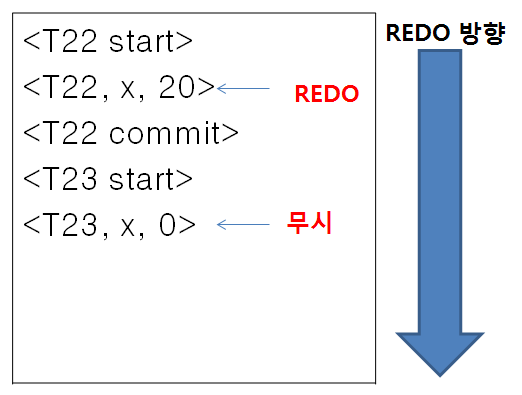 <T22 start>
REDO 방향
<T22, x, 20>
REDO
<T22 commit>
<T23 start>
<T23, x, 0>
무시